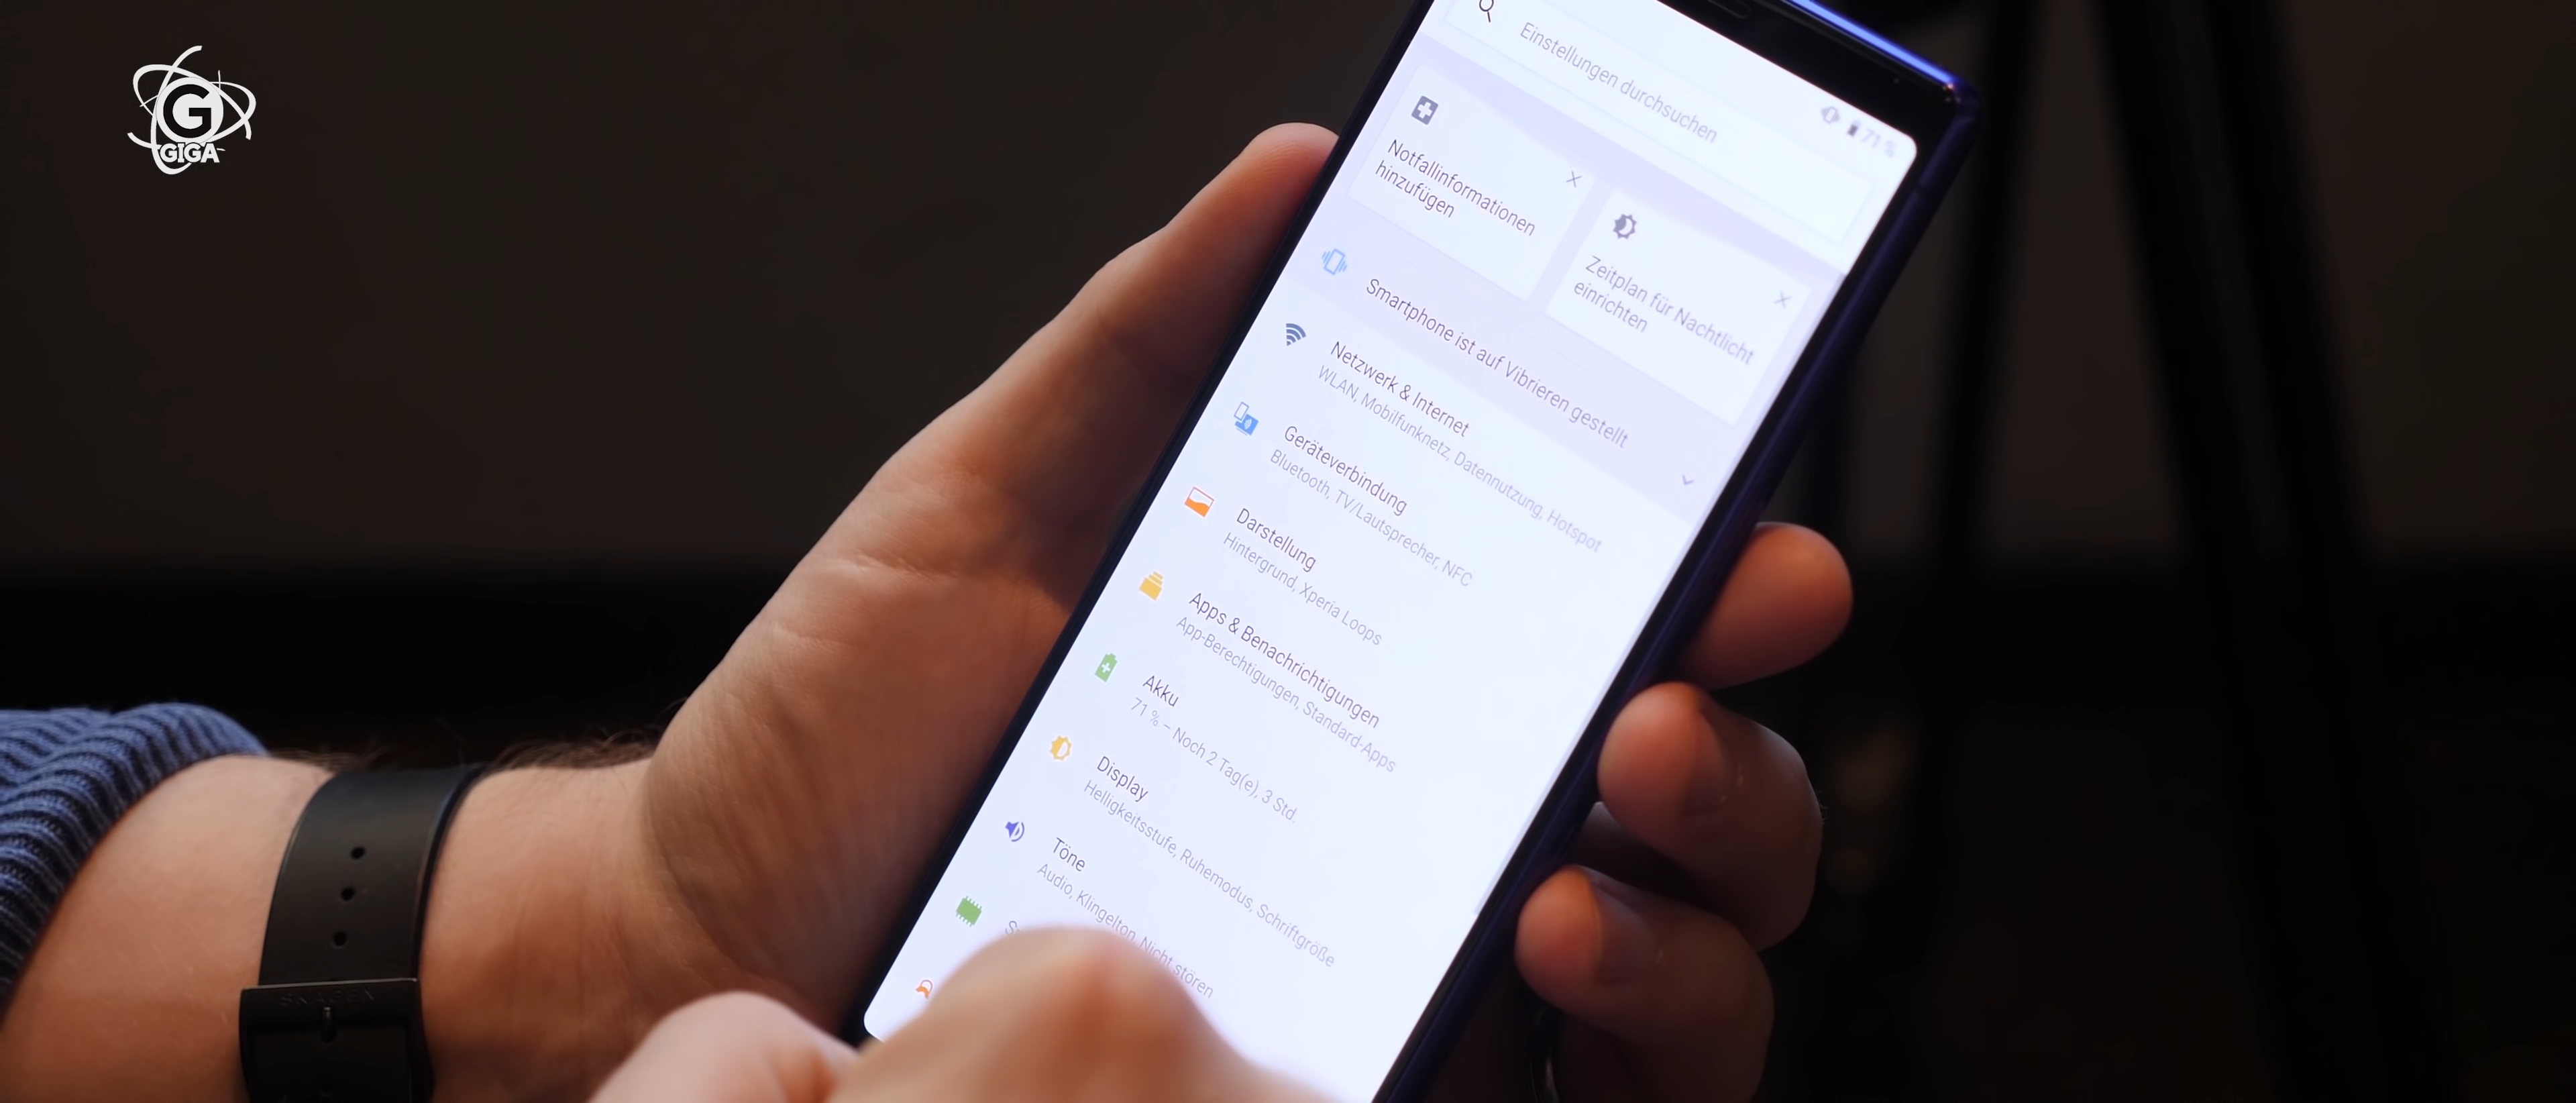 G
GIGA
Einstellungen durchsuchen
71 %
Notfallinformationen
hinzufügen
Zeitplan für Nachtlicht
einrichten
Smartphone ist auf Vibrieren gestellt
Netzwerk & Internet
WLAN, Mobilfunknetz, Datennutzung, Hotspot
Geräteverbindung
Bluetooth, TV/Lautsprecher, NFC
Darstellung
Hintergrund, Xperia Loops
Apps & Benachrichtigungen
App-Berechtigungen, Standard-Apps
Akku
71 % – Noch 2 Tag(e), 3 Std.
Display
Helligkeitsstufe, Ruhemodus, Schriftgröße
Töne
Audio, Klingelton, Nicht stören
S
SKAGEN